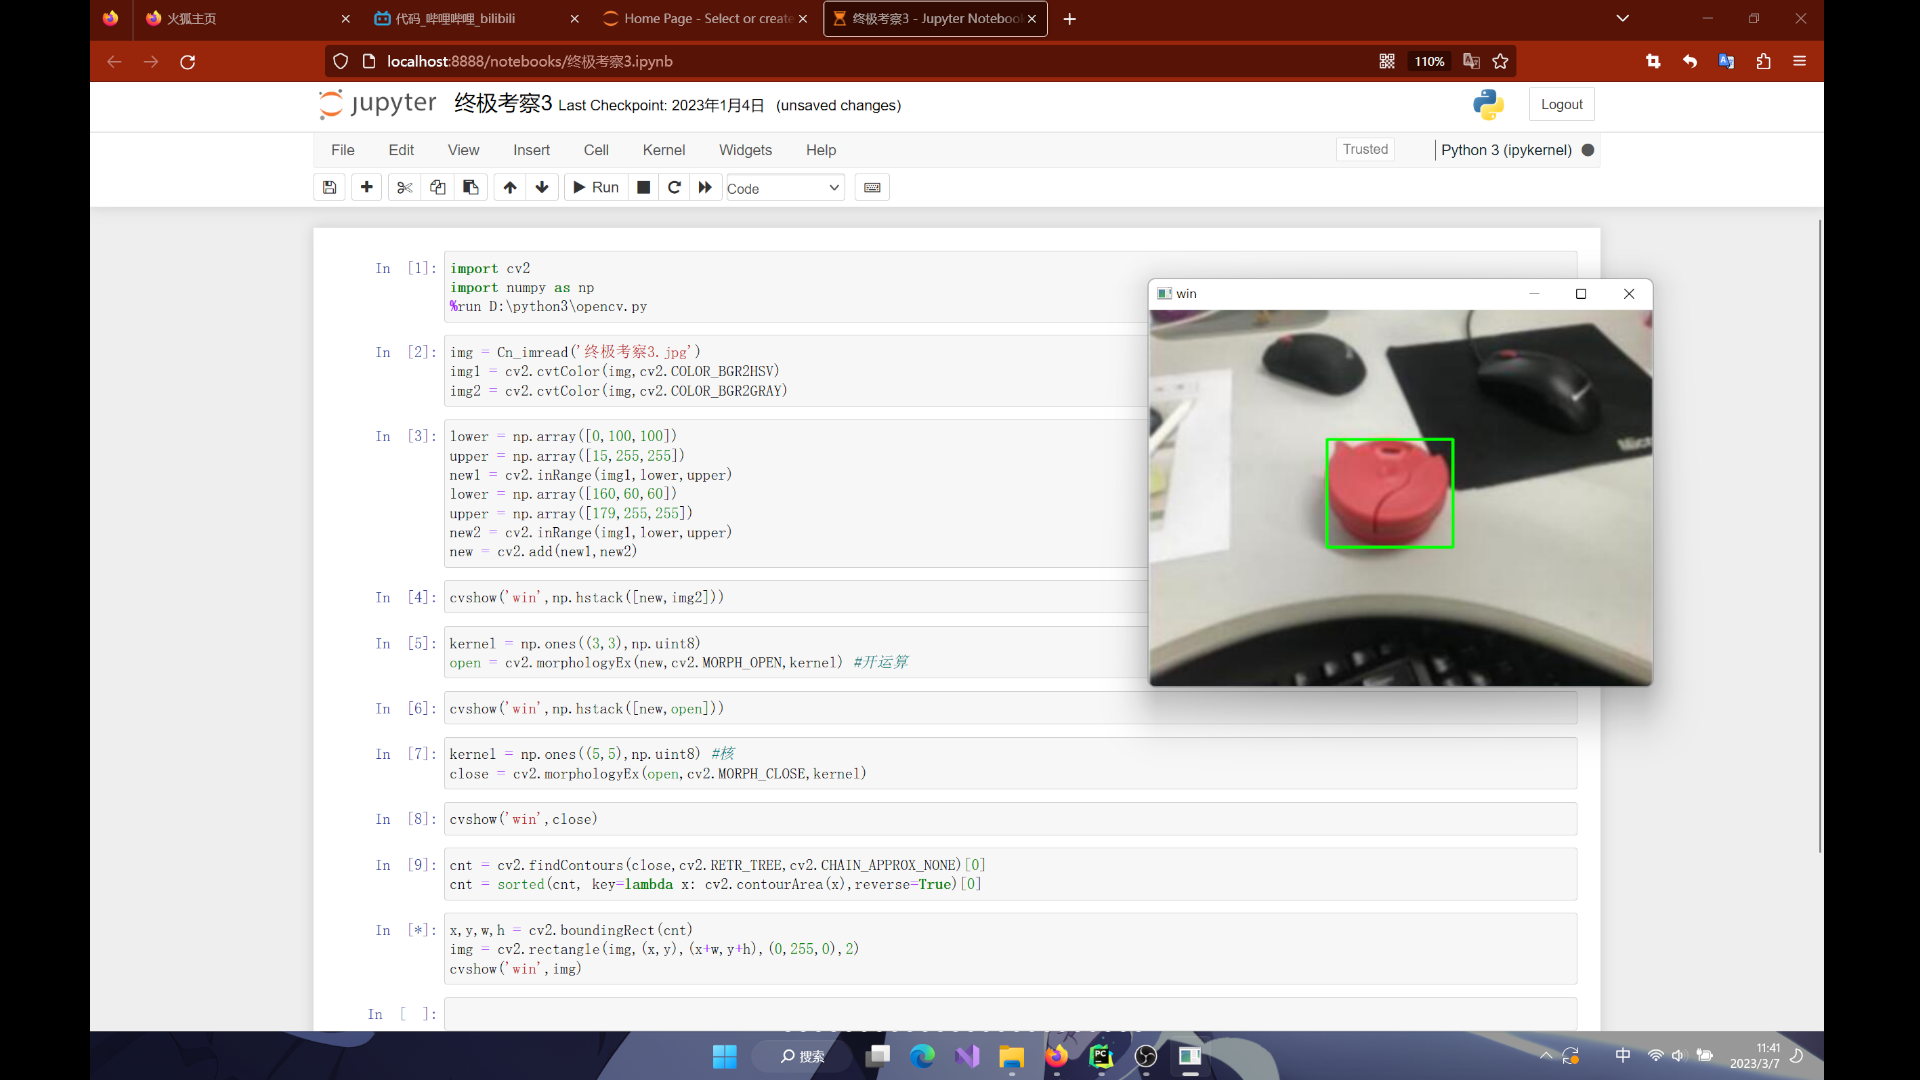 火狐主页
代码_哔哩哔哩_bilibili
Home Page - Select or create
终极考察3 - Jupyter Notebook
localhost:8888/notebooks/终极考察3.ipynb
110%
jupyter 终极考察3 Last Checkpoint: 2023年1月4日 (unsaved changes)
Logout
File Edit View Insert Cell Kernel Widgets Help
Trusted
Python 3 (ipykernel)
Run
Code
In [1]: import cv2
import numpy as np
%run D:\python3\opencv.py
In [2]: img = Cn_imread('终极考察3.jpg')
img1 = cv2.cvtColor(img,cv2.COLOR_BGR2HSV)
img2 = cv2.cvtColor(img,cv2.COLOR_BGR2GRAY)
In [3]: lower = np.array([0,100,100])
upper = np.array([15,255,255])
new1 = cv2.inRange(img1,lower,upper)
lower = np.array([160,60,60])
upper = np.array([179,255,255])
new2 = cv2.inRange(img1,lower,upper)
new = cv2.add(new1,new2)
In [4]: cvshow('win',np.hstack([new,img2]))
In [5]: kernel = np.ones((3,3),np.uint8)
open = cv2.morphologyEx(new,cv2.MORPH_OPEN,kernel) #开运算
In [6]: cvshow('win',np.hstack([new,open]))
In [7]: kernel = np.ones((5,5),np.uint8) #核
close = cv2.morphologyEx(open,cv2.MORPH_CLOSE,kernel)
In [8]: cvshow('win',close)
In [9]: cnt = cv2.findContours(close,cv2.RETR_TREE,cv2.CHAIN_APPROX_NONE)[0]
cnt = sorted(cnt, key=lambda x: cv2.contourArea(x),reverse=True)[0]
In [*]: x,y,w,h = cv2.boundingRect(cnt)
img = cv2.rectangle(img,(x,y),(x+w,y+h),(0,255,0),2)
cvshow('win',img)
In [ ]:
win
搜索
中
11:41
2023/3/7